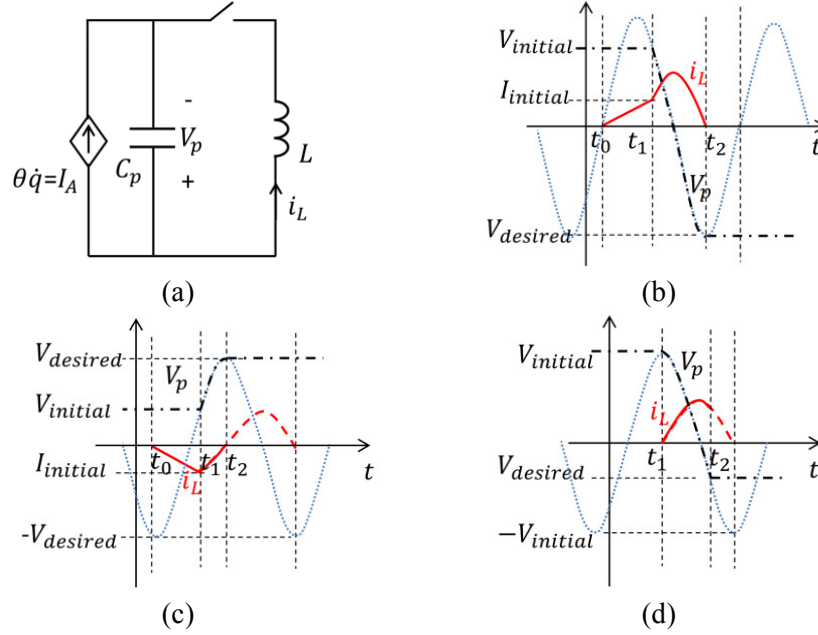 -
V_p
+
C_p
L
θq̇=I_A
i_L
(a)
V_initial
i_L
I_initial
t_0
t_1
t_2
t
V_p
V_desired
(b)
V_desired
V_p
V_initial
t_0
t_1
t_2
t
I_initial
i_L
-V_desired
(c)
V_initial
V_p
i_L
t_1
t_2
t
V_desired
−V_initial
(d)